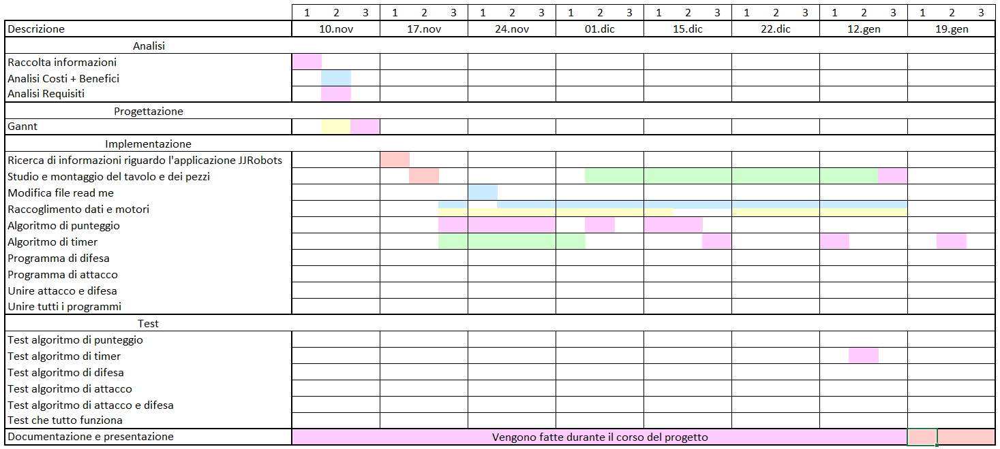 1 2 3 1 2 3 1 2 3 1 2 3 1 2 3 1 2 3 1 2 3 1 2 3
Descrizione 10.nov 17.nov 24.nov 01.dic 15.dic 22.dic 12.gen 19.gen
Analisi
Raccolta informazioni
Analisi Costi + Benefici
Analisi Requisiti
Progettazione
Gannt
Implementazione
Ricerca di informazioni riguardo l'applicazione JJRobots
Studio e montaggio del tavolo e dei pezzi
Modifica file read me
Raccoglimento dati e motori
Algoritmo di punteggio
Algoritmo di timer
Programma di difesa
Programma di attacco
Unire attacco e difesa
Unire tutti i programmi
Test
Test algoritmo di punteggio
Test algoritmo di timer
Test algoritmo di difesa
Test algoritmo di attacco
Test algoritmo di attacco e difesa
Test che tutto funziona
Documentazione e presentazione Vengono fatte durante il corso del progetto